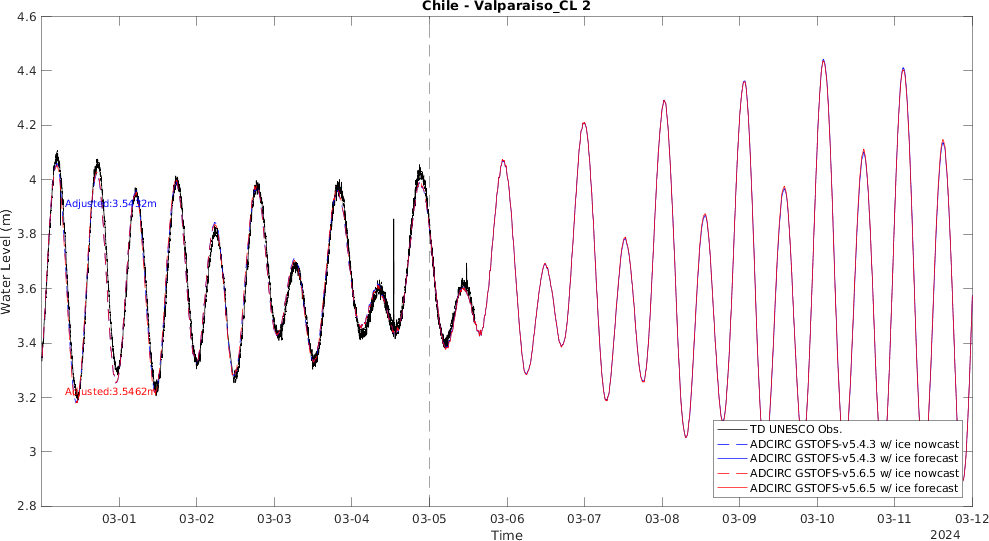 Chile - Valparaiso_CL 2
4.6
4.4
4.2
4
3.8
3.6
3.4
3.2
3
2.8
Water Level (m)
Adjusted:3.5432m
Adjusted:3.5462m
TD UNESCO Obs.
ADCIRC GSTOFS-v5.4.3 w/ ice nowcast
ADCIRC GSTOFS-v5.4.3 w/ ice forecast
ADCIRC GSTOFS-v5.6.5 w/ ice nowcast
ADCIRC GSTOFS-v5.6.5 w/ ice forecast
03-01 03-02 03-03 03-04 03-05 03-06 03-07 03-08 03-09 03-10 03-11 03-12
Time
2024